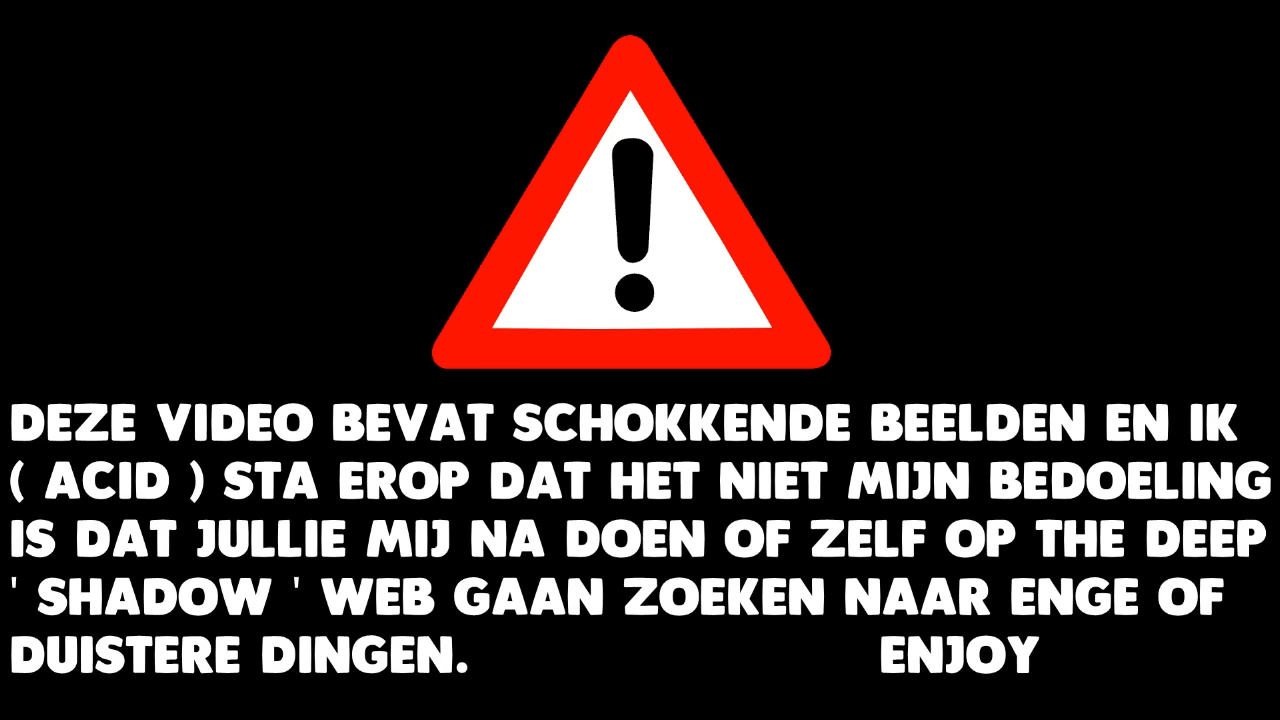 DEZE VIDEO BEVAT SCHOKKENDE BEELDEN EN IK
( ACID ) STA EROP DAT HET NIET MIJN BEDOELING
IS DAT JULLIE MIJ NA DOEN OF ZELF OP THE DEEP
' SHADOW ' WEB GAAN ZOEKEN NAAR ENGE OF
DUISTERE DINGEN. ENJOY